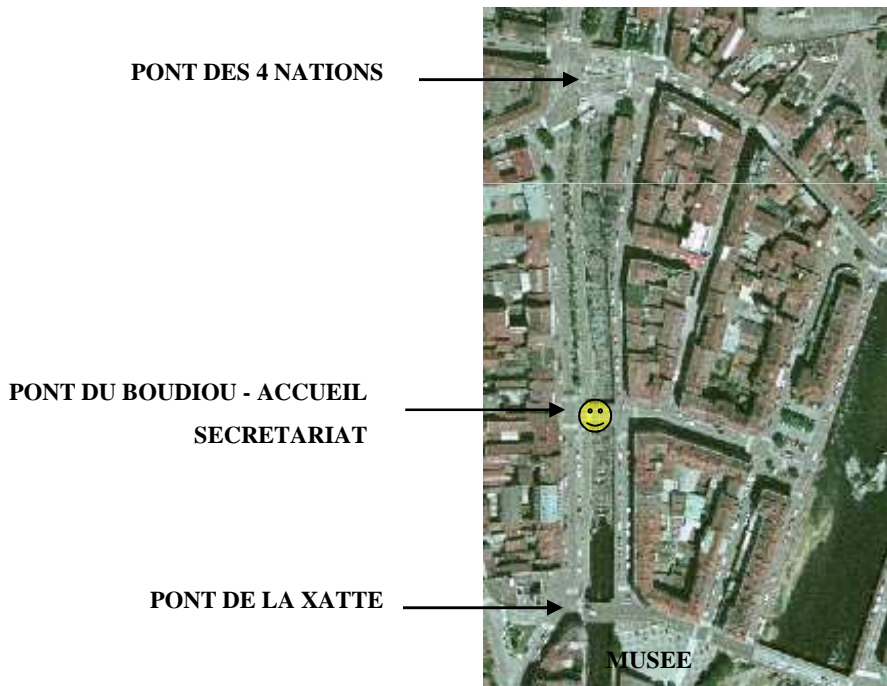 PONT DES 4 NATIONS
PONT DU BOUDIOU - ACCUEIL
SECRETARIAT
PONT DE LA XATTE
MUSEE